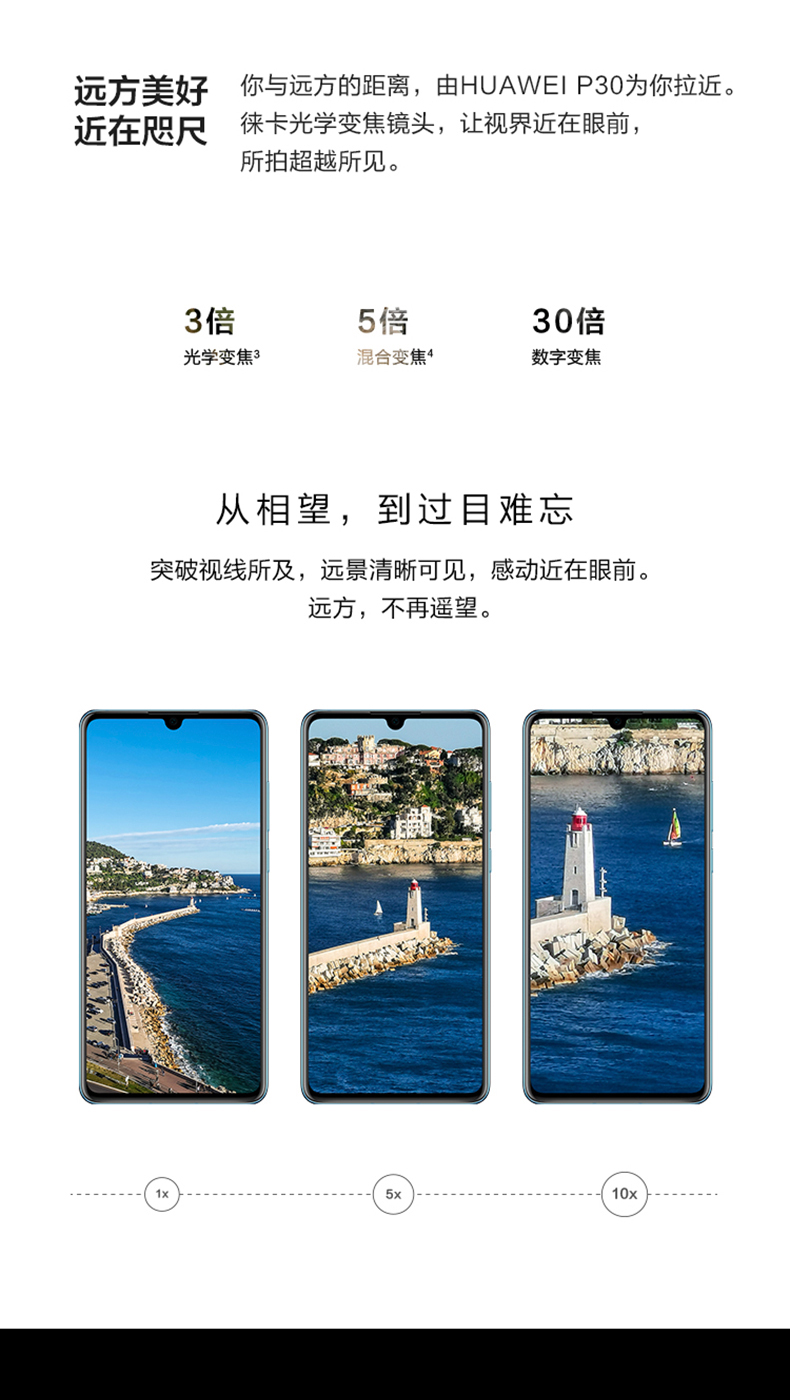 远方美好
近在咫尺
你与远方的距离，由HUAWEI P30为你拉近。
徕卡光学变焦镜头，让视界近在眼前，
所拍超越所见。
3倍
光学变焦³
5倍
混合变焦⁴
30倍
数字变焦
从相望，到过目难忘
突破视线所及，远景清晰可见，感动近在眼前。
远方，不再遥望。
1x
5x
10x